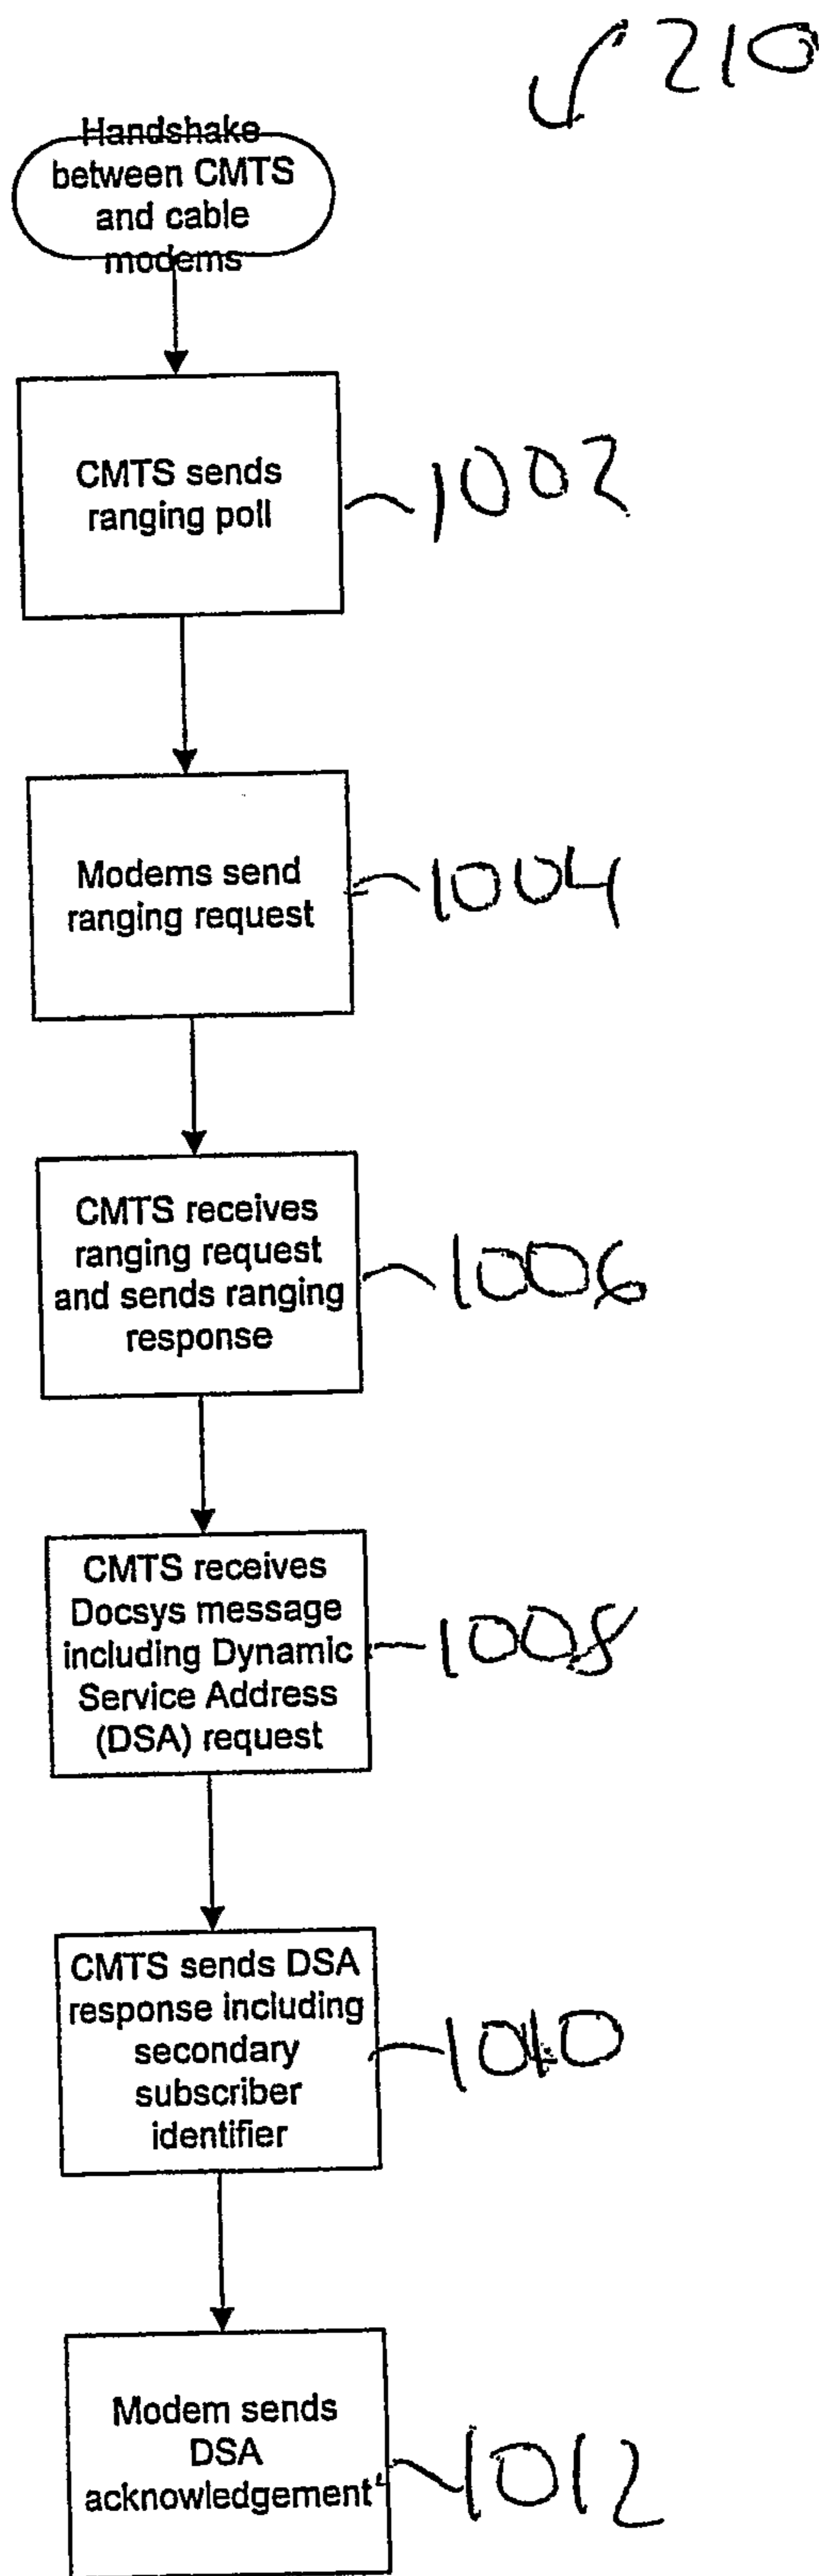 210
Handshake
between CMTS
and cable
modems
CMTS sends
ranging poll
1002
Modems send
ranging request
1004
CMTS receives
ranging request
and sends ranging
response
1006
CMTS receives
Docsys message
including Dynamic
Service Address
(DSA) request
1008
CMTS sends DSA
response including
secondary
subscriber
identifier
1010
Modem sends
DSA
acknowledgement
1012